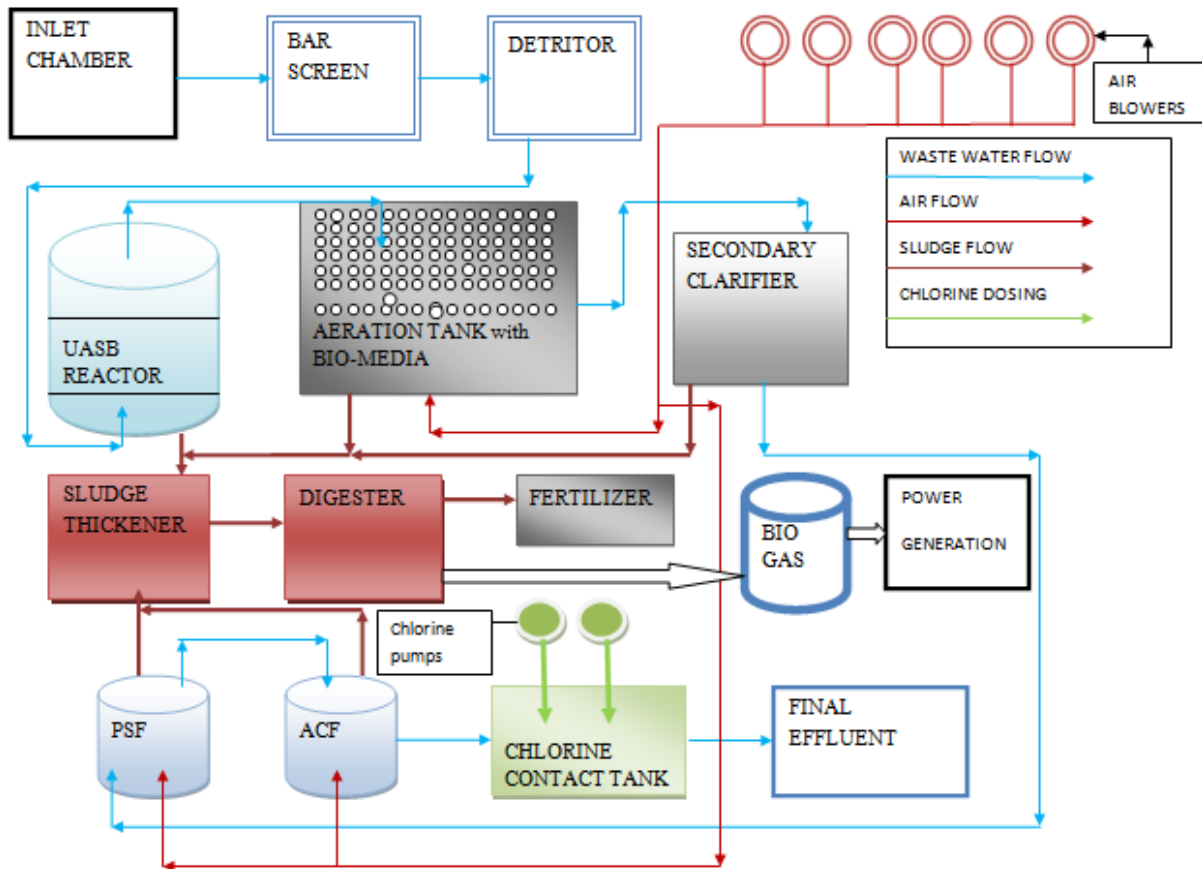 INLET
CHAMBER
BAR
SCREEN
DETRITOR
AIR
BLOWERS
WASTE WATER FLOW
AIR FLOW
SLUDGE FLOW
CHLORINE DOSING
UASB
REACTOR
AERATION TANK with
BIO-MEDIA
SECONDARY
CLARIFIER
SLUDGE
THICKENER
DIGESTER
FERTILIZER
BIO
GAS
POWER
GENERATION
Chlorine
pumps
PSF
ACF
CHLORINE
CONTACT TANK
FINAL
EFFLUENT